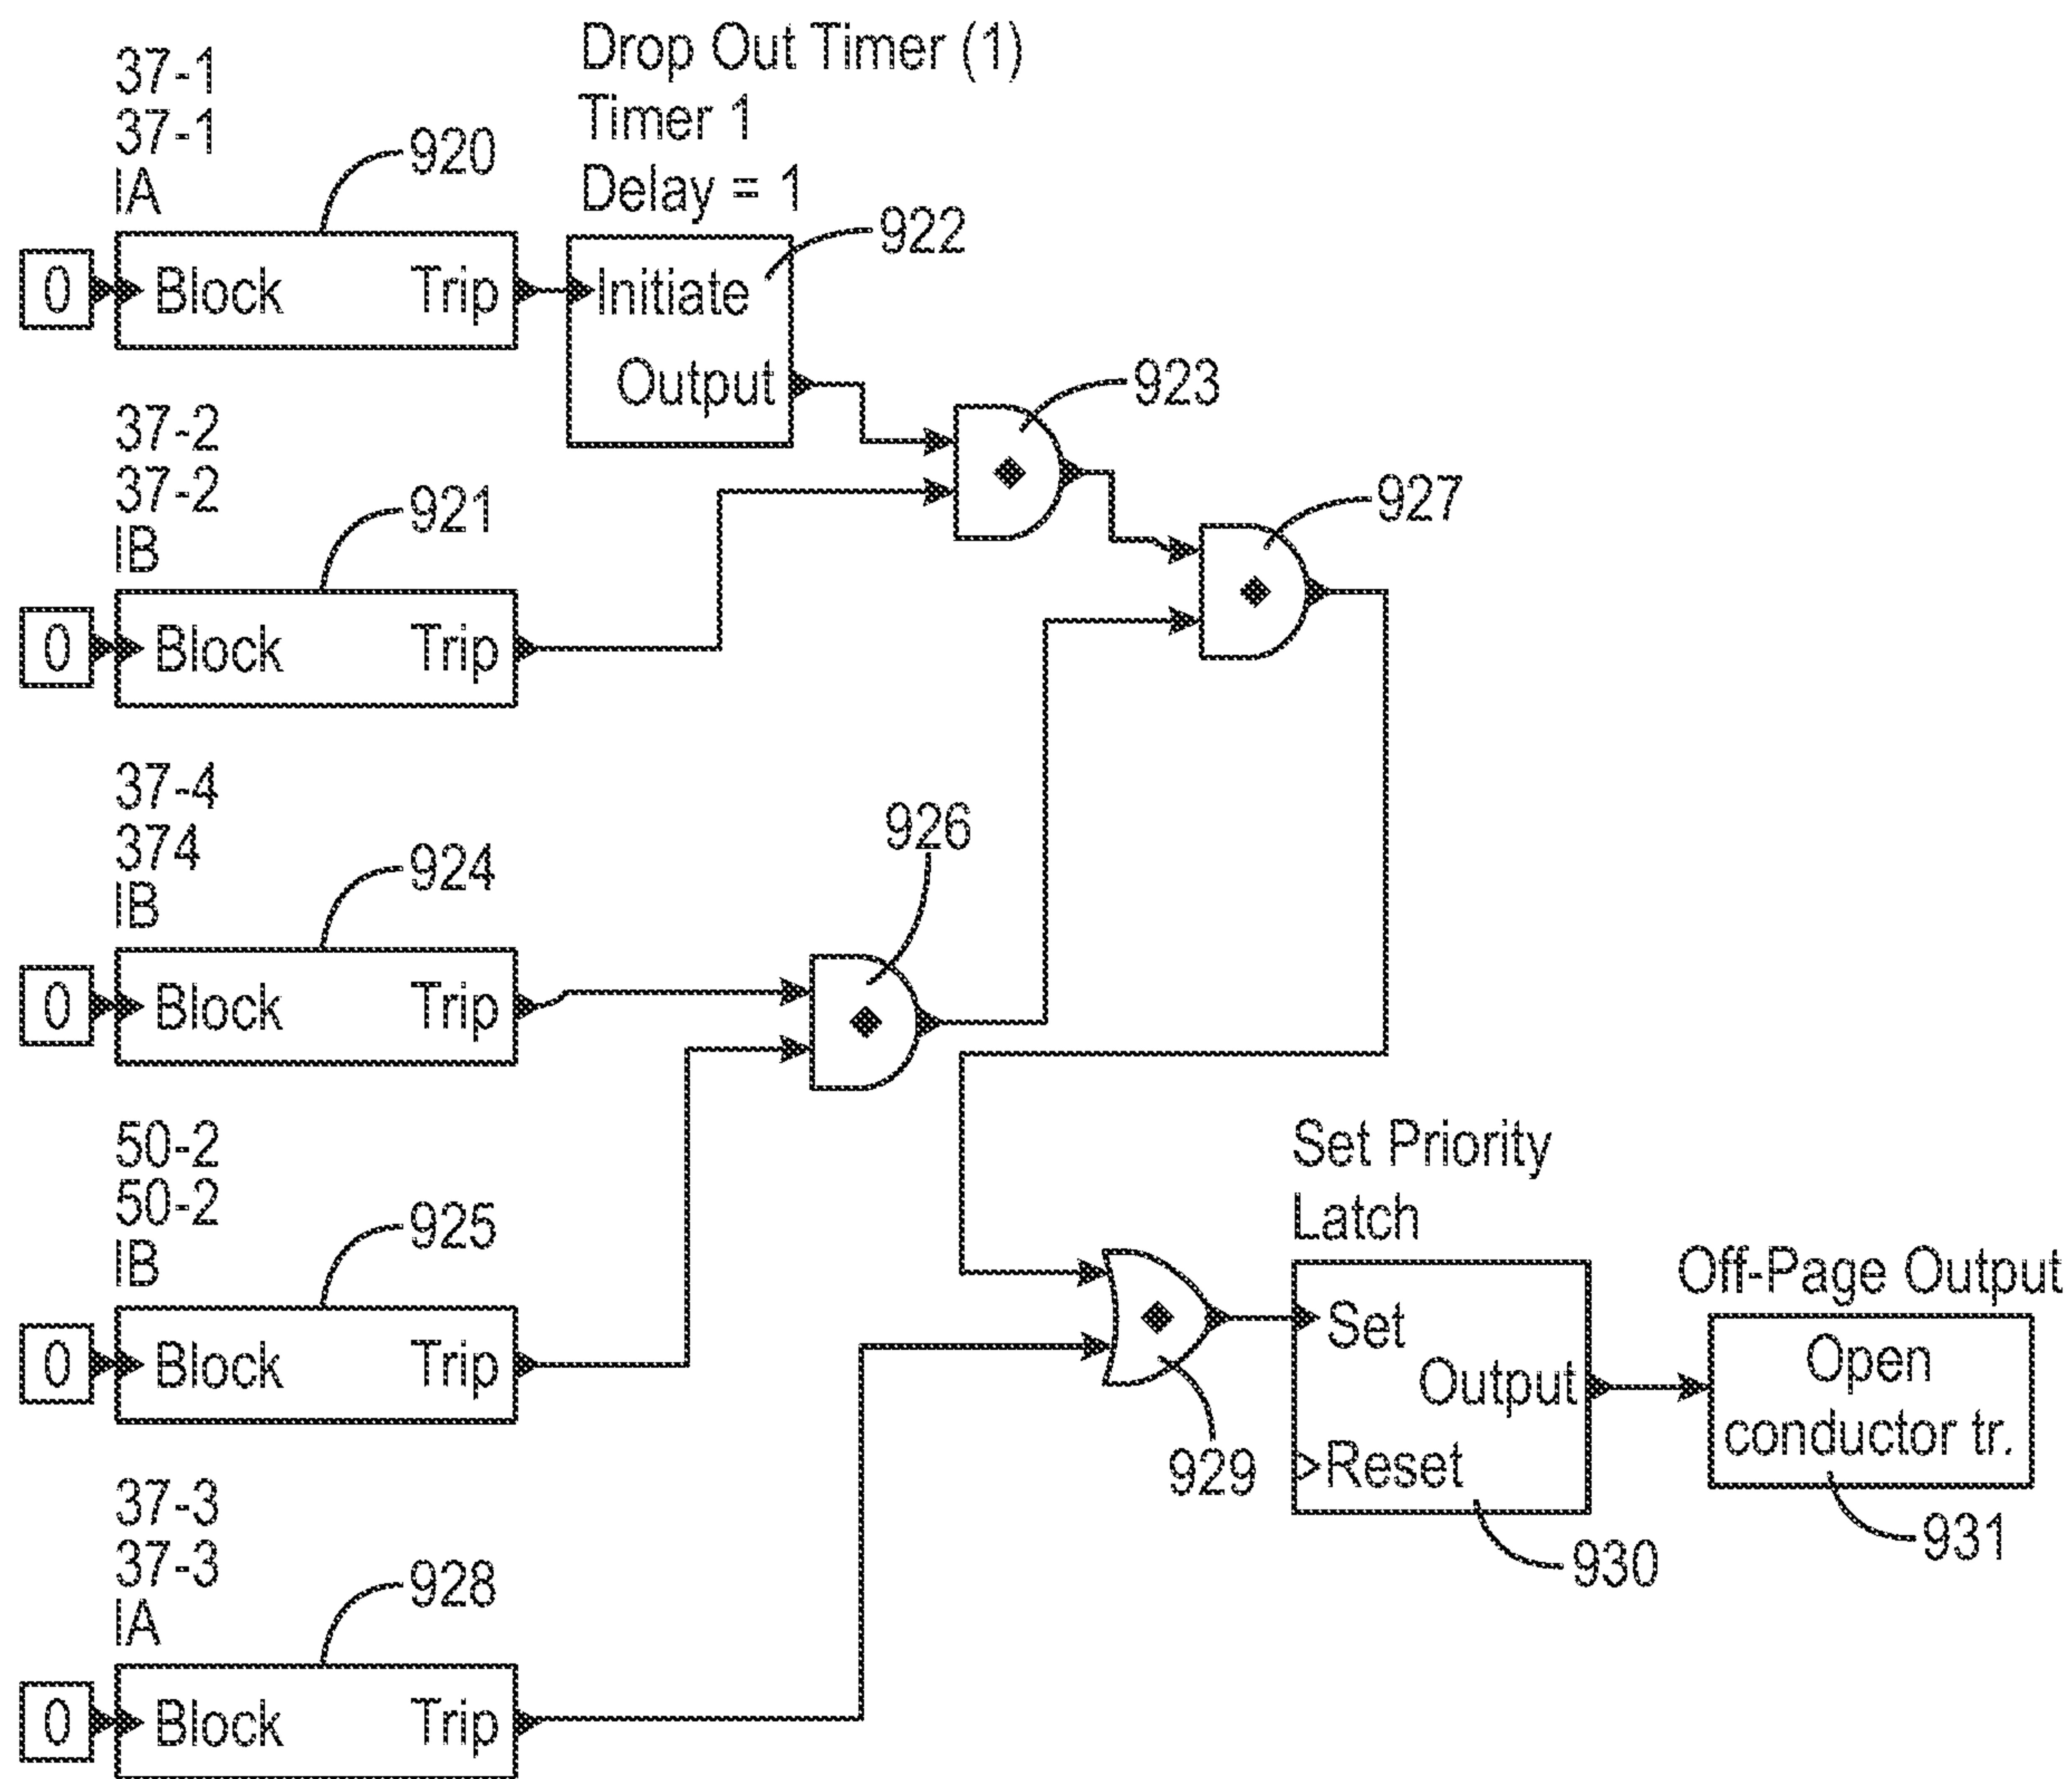 Drop Out Timer (1)
Timer 1
Delay = 1
37-1
37-1
IA
920
922
0
Block Trip
Initiate
Output
923
37-2
37-2
IB
921
927
0
Block Trip
37-4
374
IB
924
926
0
Block Trip
50-2
50-2
IB
925
0
Block Trip
Set Priority
Latch
Off-Page Output
Set
Output
Reset
Open
conductor tr.
929
930
931
37-3
37-3
IA
928
0
Block Trip